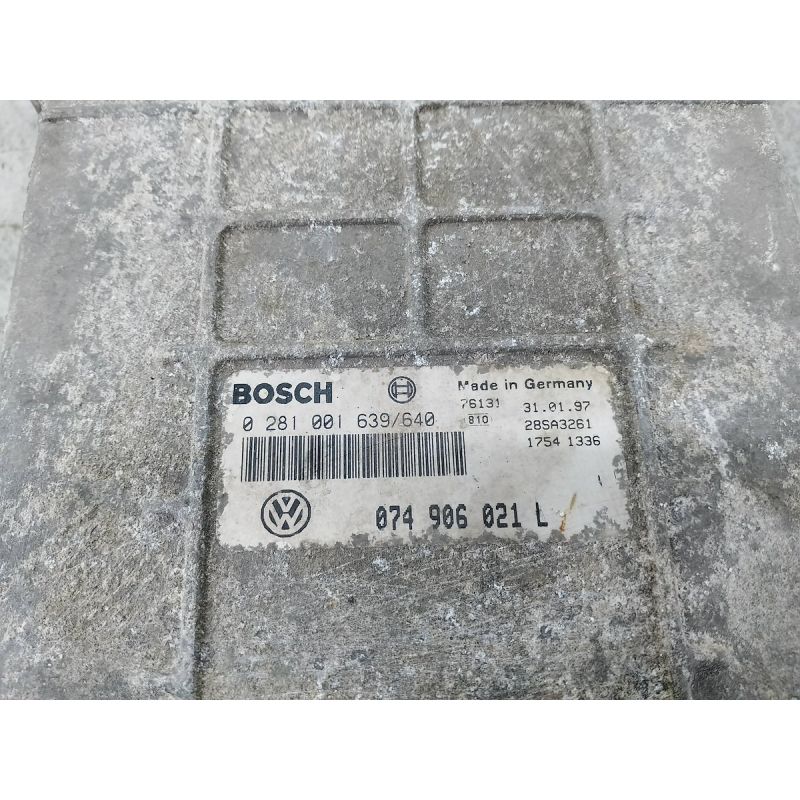 BOSCH Made in Germany
0 281 001 639/640 76131 31.01.97
810 28SA3261
1754 1336
VW 074 906 021 L